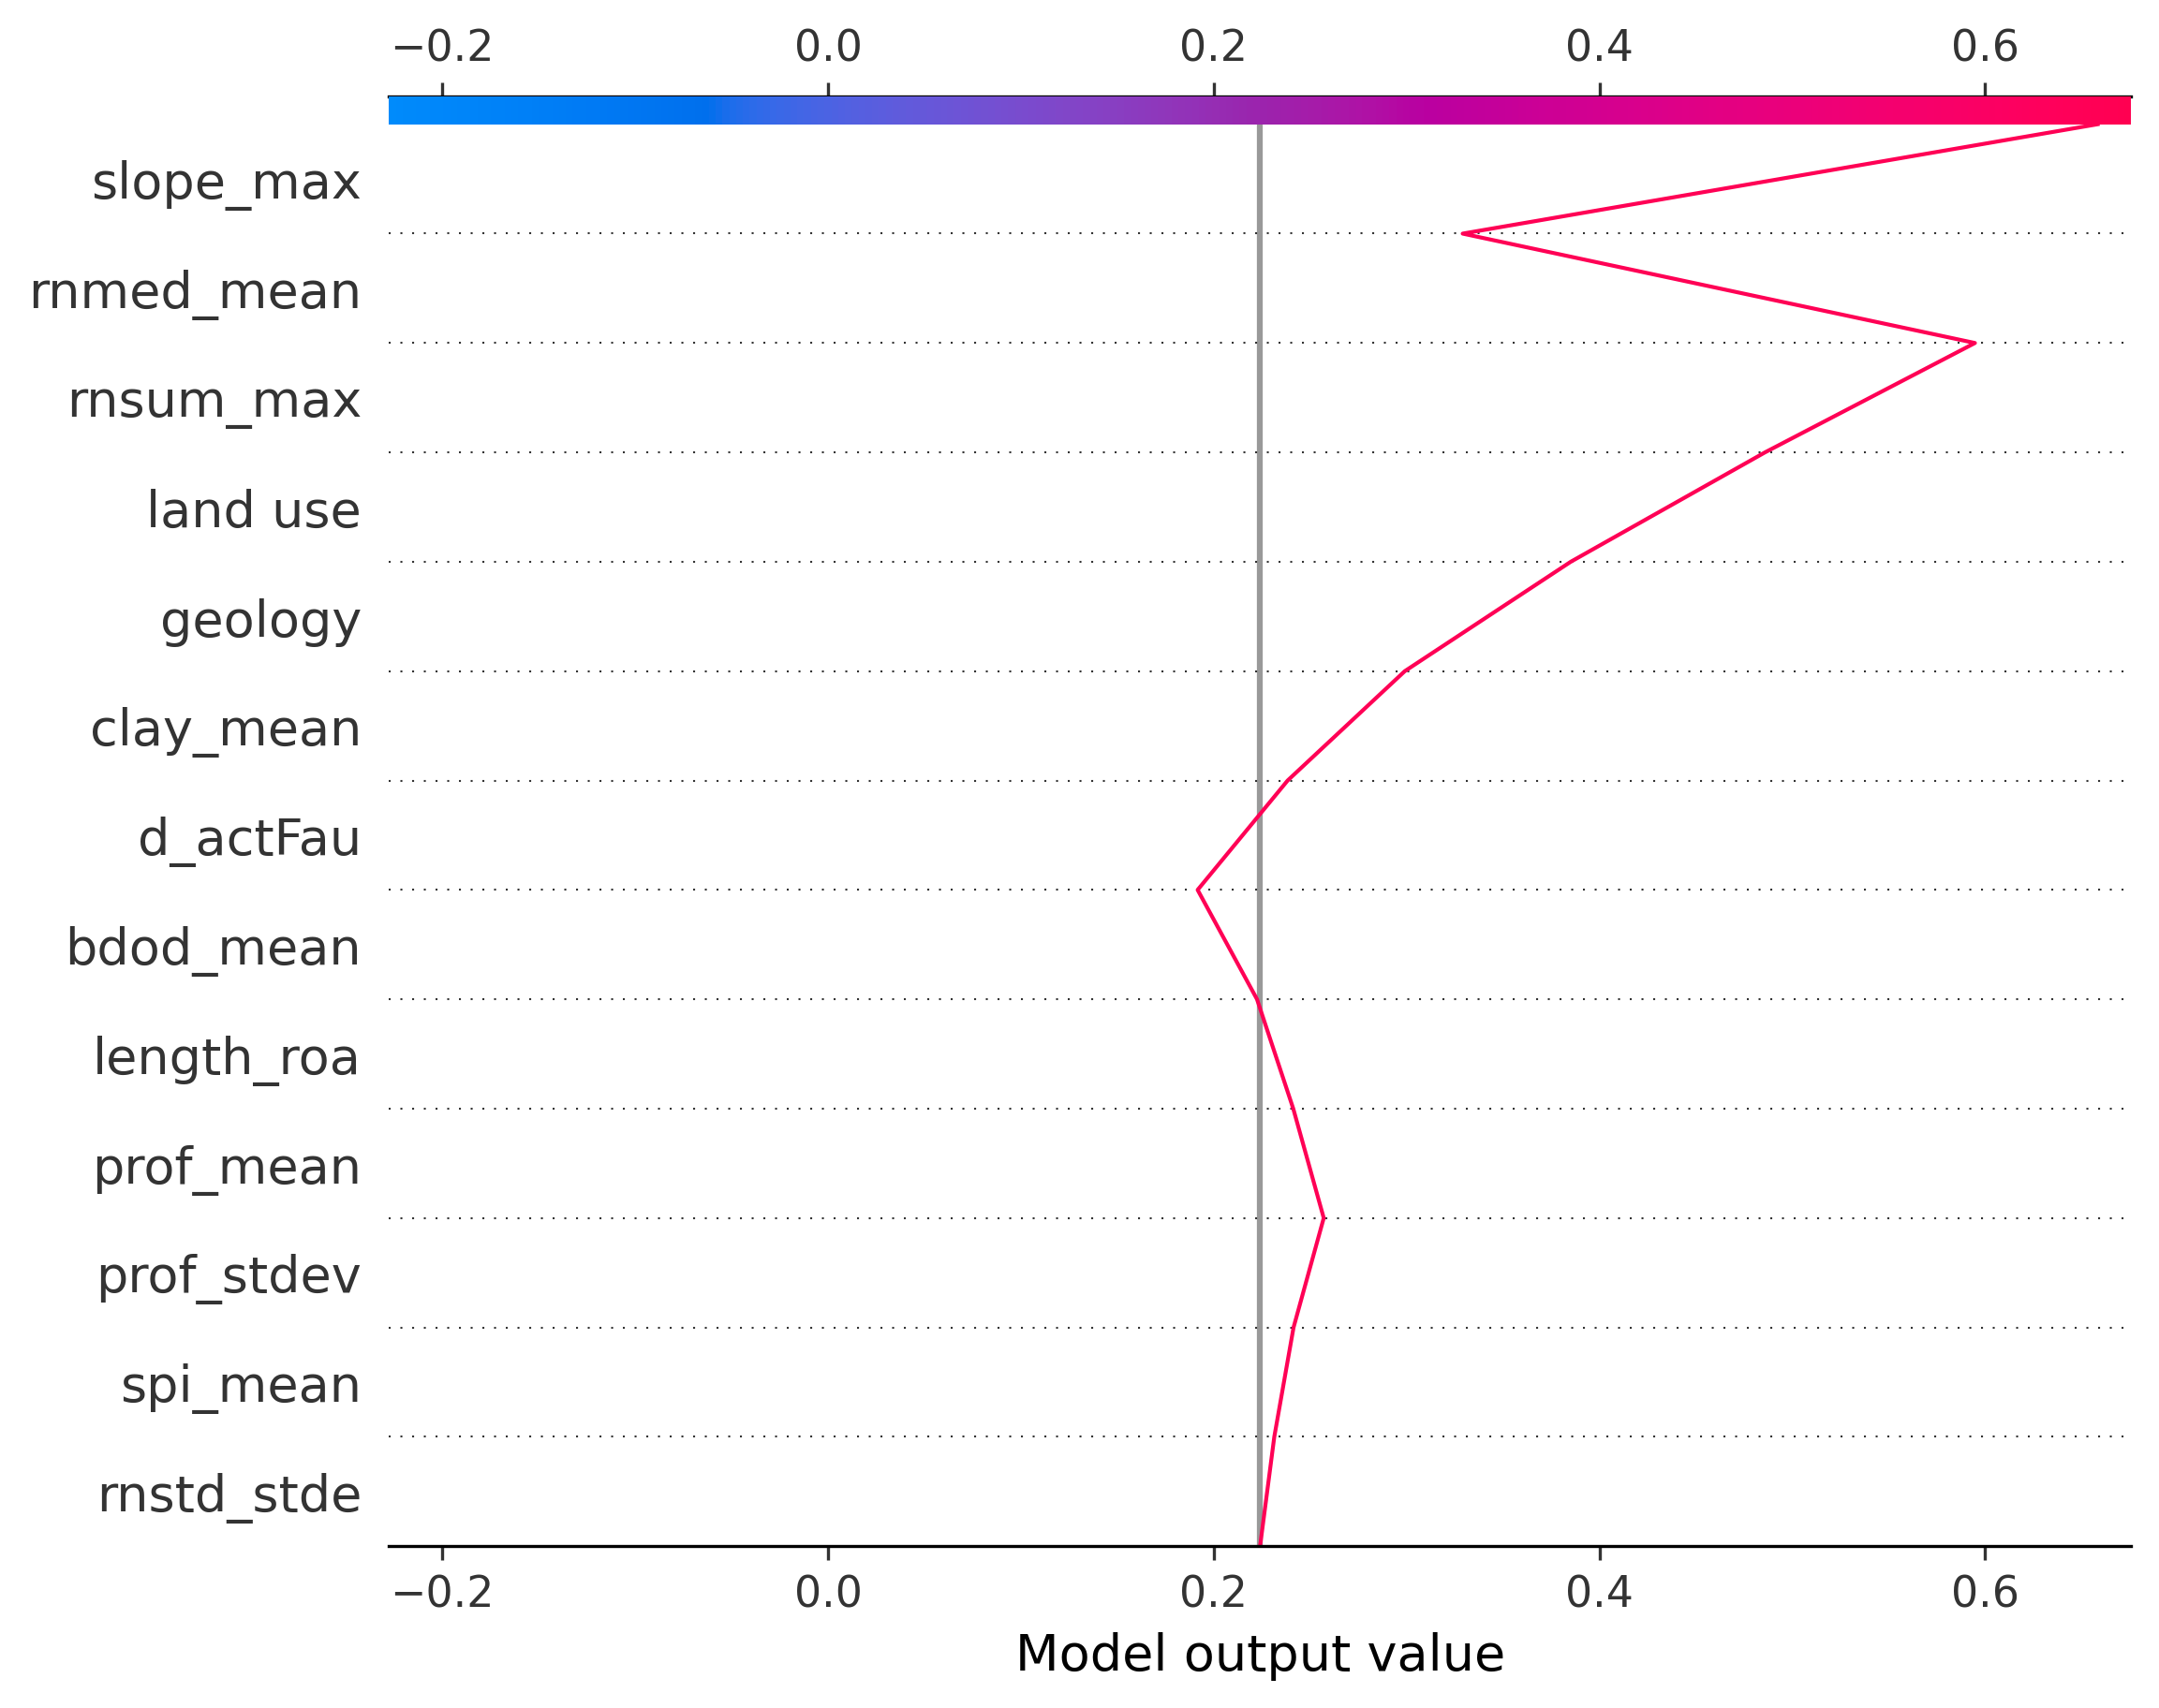 −0.2 0.0 0.2 0.4 0.6
slope_max
rnmed_mean
rnsum_max
land use
geology
clay_mean
d_actFau
bdod_mean
length_roa
prof_mean
prof_stdev
spi_mean
rnstd_stde
−0.2 0.0 0.2 0.4 0.6
Model output value